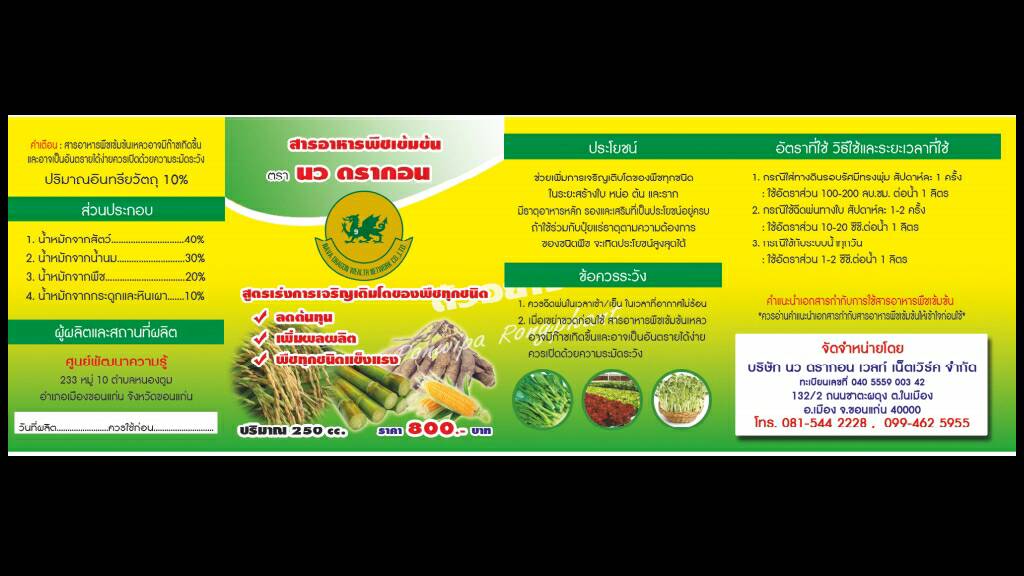 คำเตือน : สารอาหารพืชเข้มข้นเหลวอาจมีก๊าซเกิดขึ้น
และอาจเป็นอันตรายได้ง่ายควรเปิดด้วยความระมัดระวัง
ปริมาณอินทรียวัตถุ 10%
ส่วนประกอบ
1. น้ำหมักจากสัตว์..............................40%
2. น้ำหมักจากน้ำนม............................30%
3. น้ำหมักจากพืช.................................20%
4. น้ำหมักจากกระดูกและหินเผา.......10%
ผู้ผลิตและสถานที่ผลิต
ศูนย์พัฒนาความรู้
233 หมู่ 10 ตำบลหนองตูม
อำเภอเมืองขอนแก่น จังหวัดขอนแก่น
วันที่ผลิต......................ควรใช้ก่อน..........................
สารอาหารพืชเข้มข้น
ตรา นว ดรากอน
NAVA DRAGON WEALTH NETWORK CO.,LTD.
สูตรเร่งการเจริญเติบโตของพืชทุกชนิด
ลดต้นทุน
เพิ่มผลผลิต
พืชทุกชนิดแข็งแรง
ปริมาณ 250 cc. ราคา 800.- บาท
ประโยชน์
ช่วยเพิ่มการเจริญเติบโตของพืชทุกชนิด
ในระยะสร้างใบ หน่อ ต้น และราก
มีธาตุอาหารหลัก รองและเสริมที่เป็นประโยชน์อยู่ครบ
ถ้าใช้ร่วมกับปุ๋ยแร่ธาตุตามความต้องการ
ของชนิดพืช จะเกิดประโยชน์สูงสุดได้
ข้อควรระวัง
1. ควรฉีดพ่นในเวลาเช้า/เย็น ในเวลาที่อากาศไม่ร้อน
2. เมื่อเขย่าขวดก่อนใช้ สารอาหารพืชเข้มข้นเหลว
อาจมีก๊าซเกิดขึ้นและอาจเป็นอันตรายได้ง่าย
ควรเปิดด้วยความระมัดระวัง
อัตราที่ใช้ วิธีใช้และระยะเวลาที่ใช้
1. กรณีใส่ทางดินรอบรัศมีทรงพุ่ม สัปดาห์ละ 1 ครั้ง
: ใช้อัตราส่วน 100-200 ลบ.ซม. ต่อน้ำ 1 ลิตร
2. กรณีใช้ฉีดพ่นทางใบ สัปดาห์ละ 1-2 ครั้ง
: ใช้อัตราส่วน 10-20 ซีซี.ต่อน้ำ 1 ลิตร
3. กรณีใช้กับระบบน้ำทุกวัน
: ใช้อัตราส่วน 1-2 ซีซี.ต่อน้ำ 1 ลิตร
คำแนะนำเอกสารกำกับการใช้สารอาหารพืชเข้มข้น
*ควรอ่านคำแนะนำเอกสารกำกับการใช้สารอาหารพืชเข้มข้นให้เข้าใจก่อนใช้*
จัดจำหน่ายโดย
บริษัท นว ดรากอน เวลท์ เน็ตเวิร์ค จำกัด
ทะเบียนเลขที่ 040 5559 003 42
132/2 ถนนชาตะผดุง ต.ในเมือง
อ.เมือง จ.ขอนแก่น 40000
โทร. 081-544 2228 , 099-462 5955